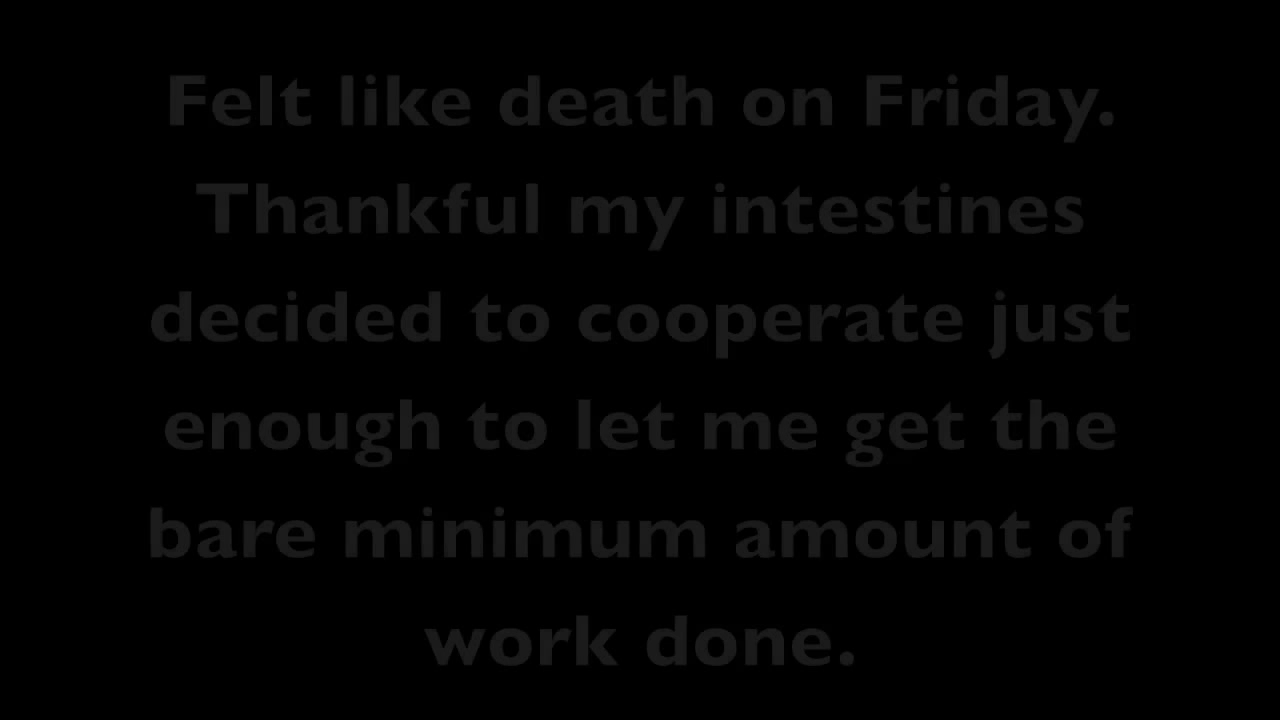 Felt like death on Friday.
Thankful my intestines
decided to cooperate just
enough to let me get the
bare minimum amount of
work done.